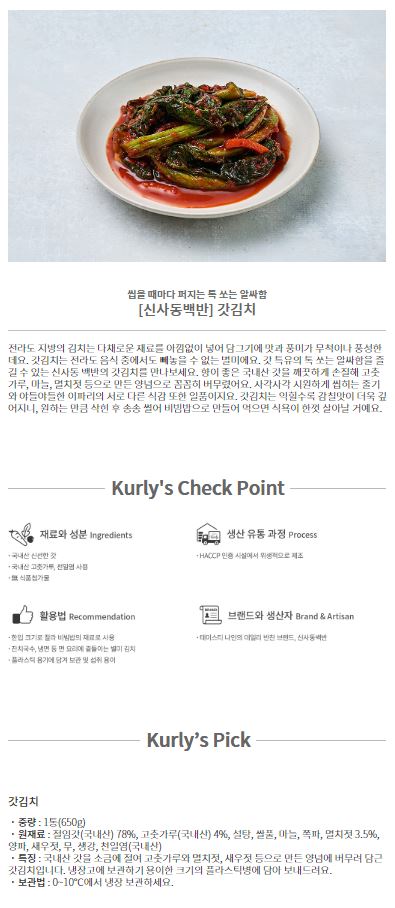 씹을 때마다 퍼지는 톡 쏘는 알싸함
[신사동백반] 갓김치
전라도 지방의 김치는 다채로운 재료를 아낌없이 넣어 담그기에 맛과 풍미가 무척이나 풍성한
데요. 갓김치는 전라도 음식 중에서도 빼놓을 수 없는 별미예요. 갓 특유의 톡 쏘는 알싸함을 즐
길 수 있는 신사동 백반의 갓김치를 만나보세요. 향이 좋은 국내산 갓을 깨끗하게 손질해 고춧
가루, 마늘, 멸치젓 등으로 만든 양념으로 꼼꼼히 버무렸어요. 사각사각 시원하게 씹히는 줄기
와 야들야들한 이파리의 서로 다른 식감 또한 일품이지요. 갓김치는 익힐수록 감칠맛이 더욱 깊
어지니, 원하는 만큼 삭힌 후 송송 썰어 비빔밥으로 만들어 먹으면 식욕이 한껏 살아날 거예요.
Kurly's Check Point
재료와 성분 Ingredients
· 국내산 신선한 갓
· 국내산 고춧가루, 천일염 사용
· 無 식품첨가물
생산 유통 과정 Process
· HACCP 인증 시설에서 위생적으로 제조
활용법 Recommendation
· 한입 크기로 잘라 비빔밥의 재료로 사용
· 잔치국수, 냉면 등 면 요리에 곁들이는 별미 김치
· 플라스틱 용기에 담겨 보관 및 섭취 용이
브랜드와 생산자 Brand & Artisan
· 테이스티 나인의 데일리 반찬 브랜드, 신사동백반
Kurly's Pick
갓김치
· 중량 : 1통(650g)
· 원재료 : 절임갓(국내산) 78%, 고춧가루(국내산) 4%, 설탕, 쌀풀, 마늘, 쪽파, 멸치젓 3.5%,
양파, 새우젓, 무, 생강, 천일염(국내산)
· 특징 : 국내산 갓을 소금에 절여 고춧가루와 멸치젓, 새우젓 등으로 만든 양념에 버무려 담근
갓김치입니다. 냉장고에 보관하기 용이한 크기의 플라스틱병에 담아 보내드려요.
· 보관법 : 0~10℃에서 냉장 보관하세요.